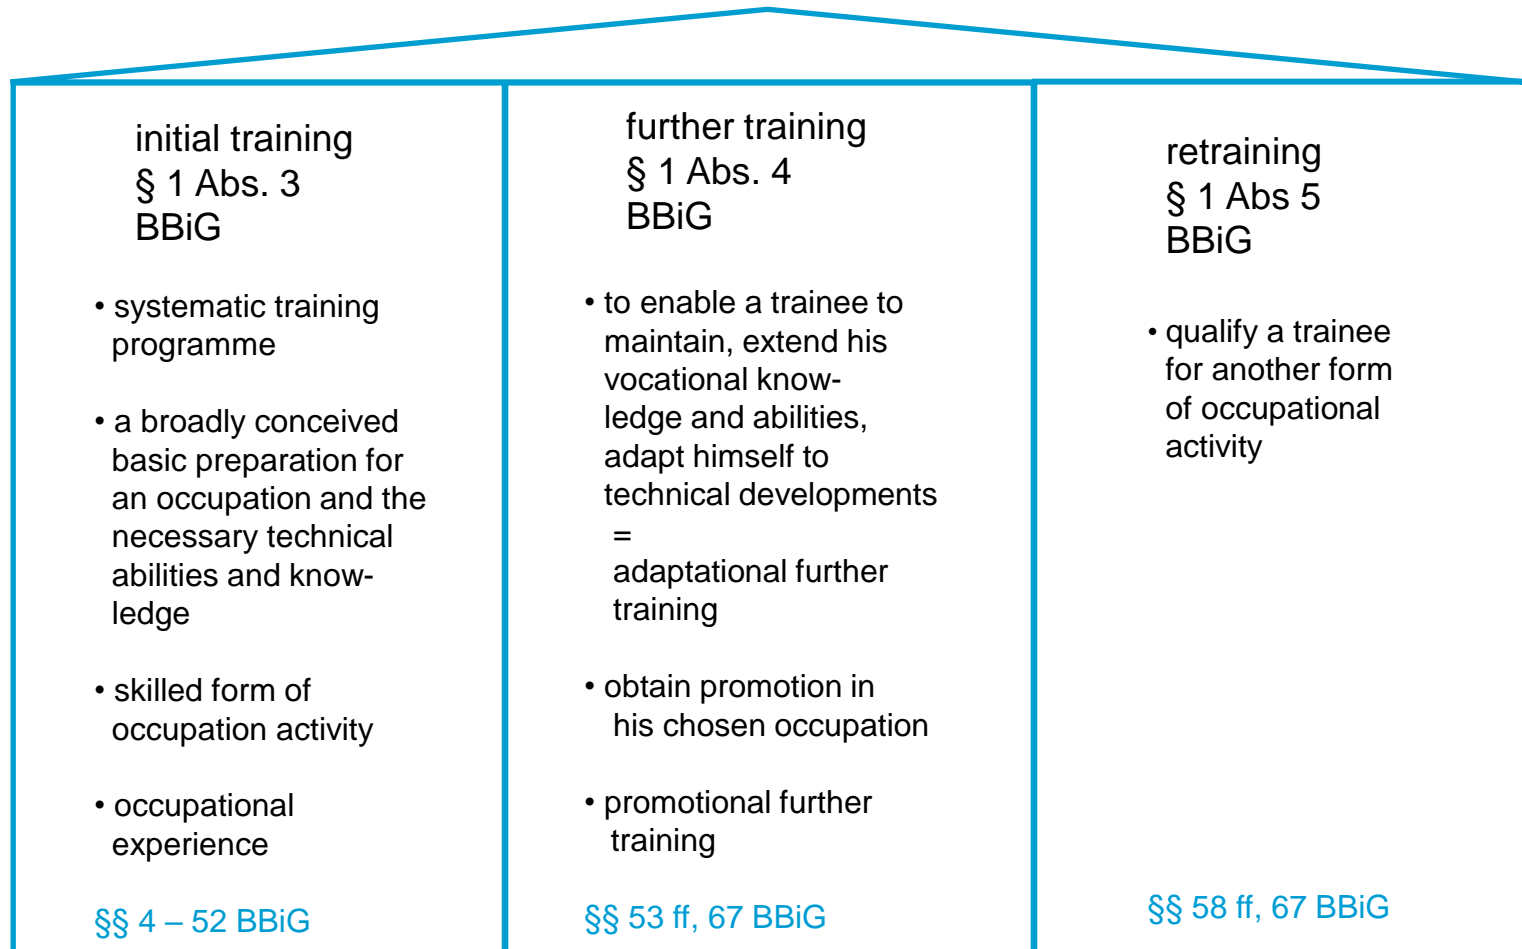 initial training
§ 1 Abs. 3
BBiG
• systematic training
programme
• a broadly conceived
basic preparation for
an occupation and the
necessary technical
abilities and know-
ledge
• skilled form of
occupation activity
• occupational
experience
§§ 4 – 52 BBiG
further training
§ 1 Abs. 4
BBiG
• to enable a trainee to
maintain, extend his
vocational know-
ledge and abilities,
adapt himself to
technical developments
=
adaptational further
training
• obtain promotion in
his chosen occupation
• promotional further
training
§§ 53 ff, 67 BBiG
retraining
§ 1 Abs 5
BBiG
• qualify a trainee
for another form
of occupational
activity
§§ 58 ff, 67 BBiG